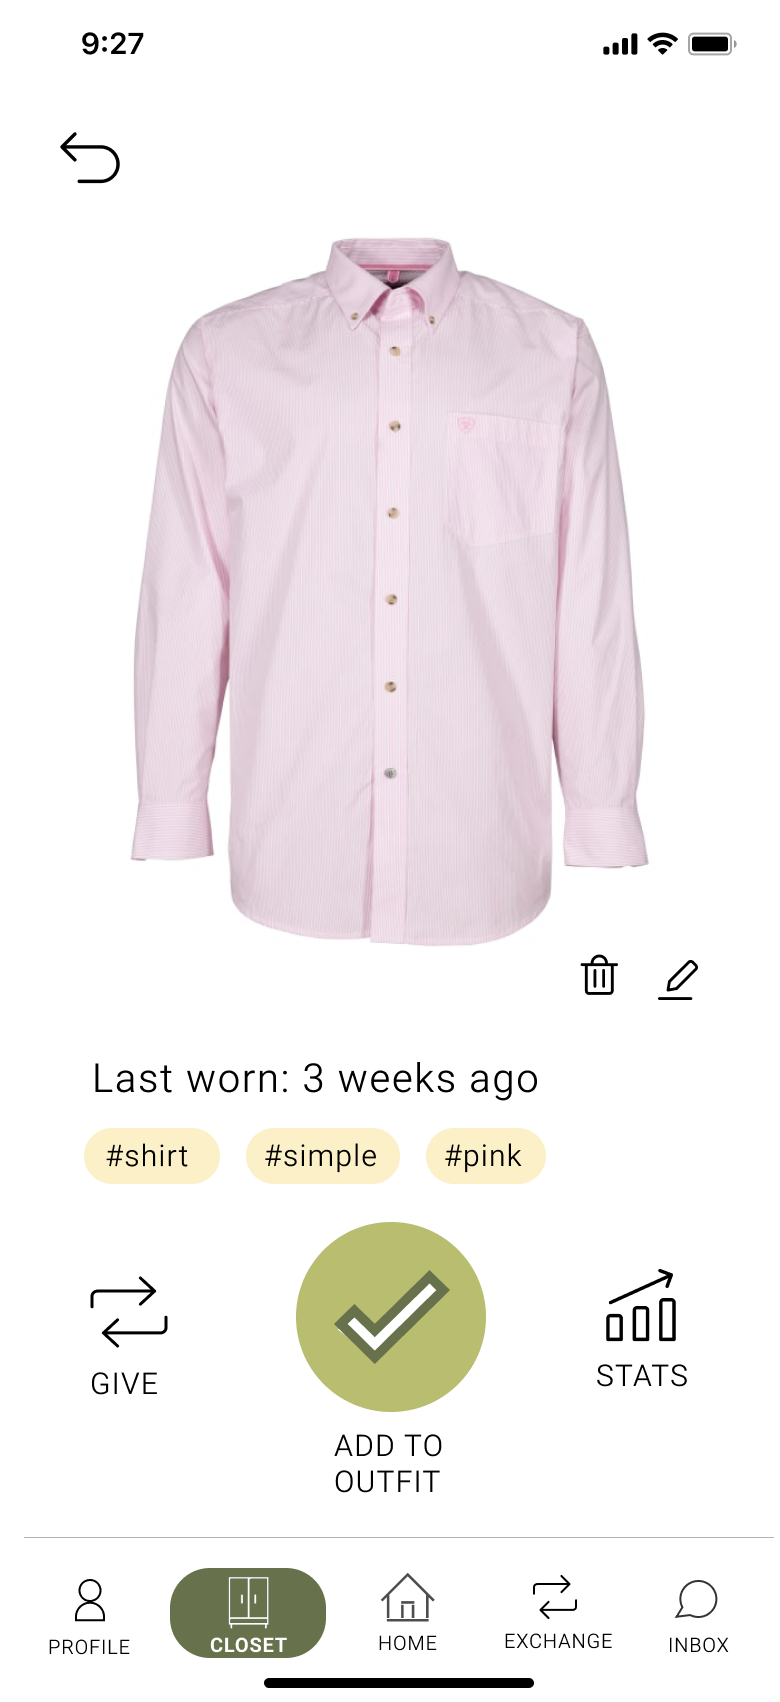 9:27
Last worn: 3 weeks ago
#shirt #simple #pink
GIVE
ADD TO
OUTFIT
STATS
PROFILE CLOSET HOME EXCHANGE INBOX